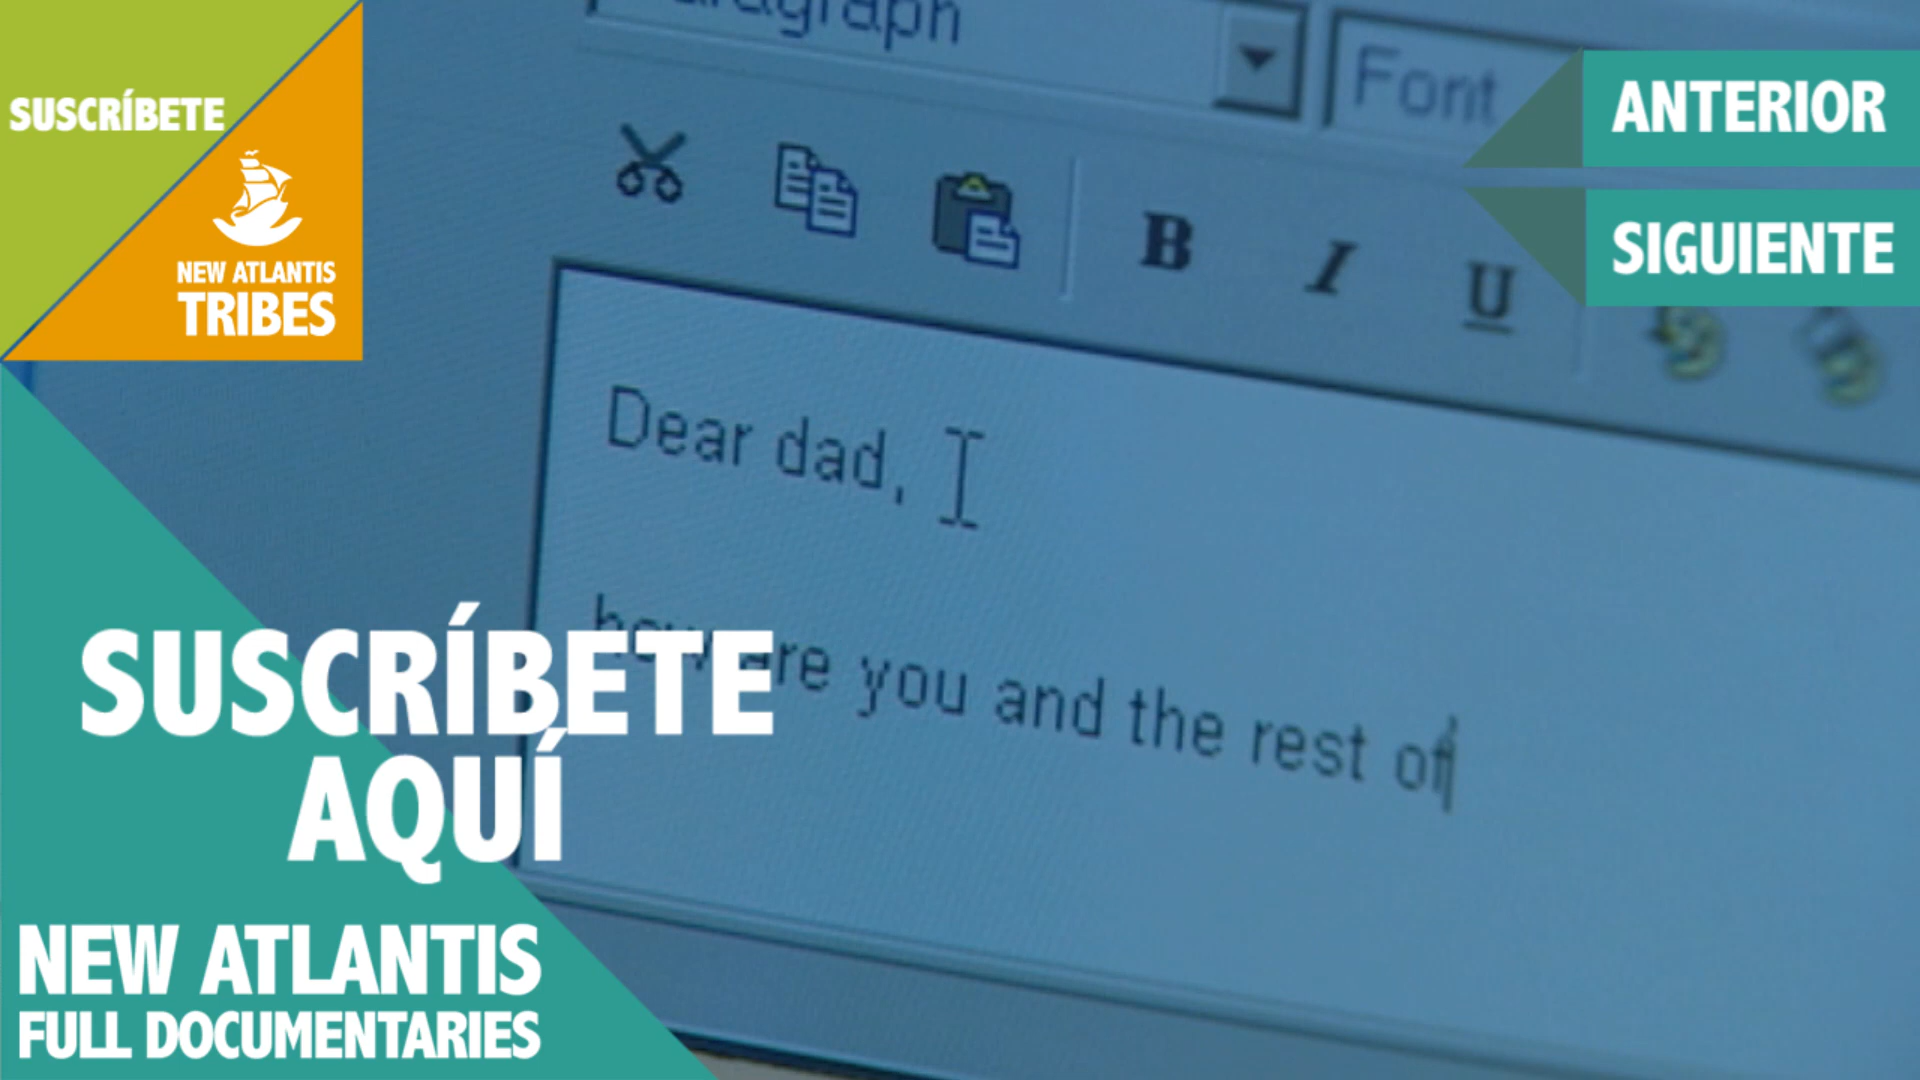 SUSCRÍBETE
NEW ATLANTIS
TRIBES
Paragraph
Font
ANTERIOR
SIGUIENTE
B I U
Dear dad,
how are you and the rest of
SUSCRÍBETE
AQUÍ
NEW ATLANTIS
FULL DOCUMENTARIES